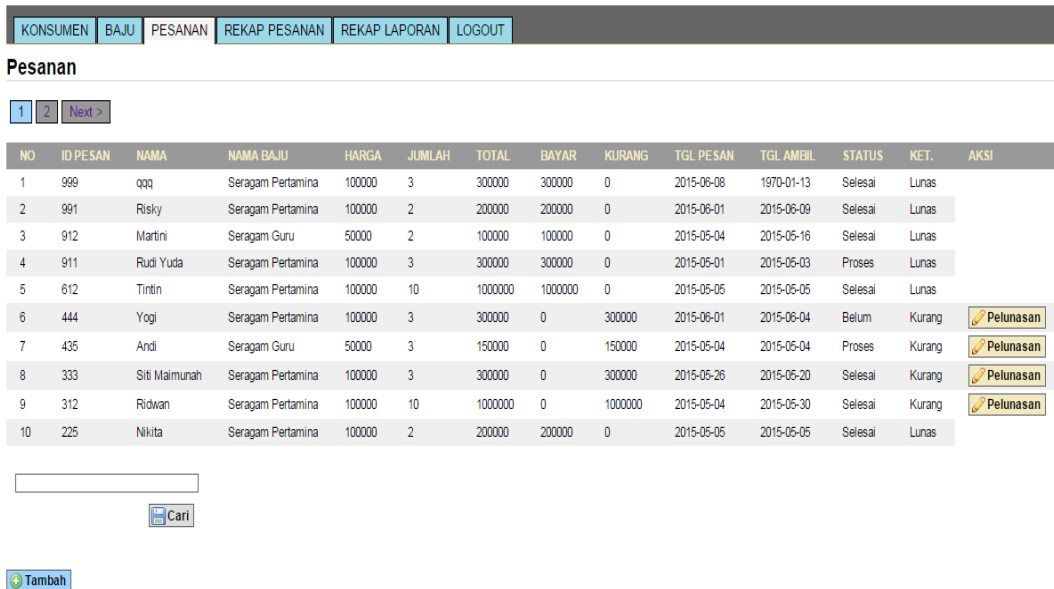 KONSUMEN BAJU PESANAN REKAP PESANAN REKAP LAPORAN LOGOUT
Pesanan
1 2 Next >
NO ID PESAN NAMA NAMA BAJU HARGA JUMLAH TOTAL BAYAR KURANG TGL PESAN TGL AMBIL STATUS KET. AKSI
1 999 qqq Seragam Pertamina 100000 3 300000 300000 0 2015-06-08 1970-01-13 Selesai Lunas
2 991 Risky Seragam Pertamina 100000 2 200000 200000 0 2015-06-01 2015-06-09 Selesai Lunas
3 912 Martini Seragam Guru 50000 2 100000 100000 0 2015-05-04 2015-05-16 Selesai Lunas
4 911 Rudi Yuda Seragam Pertamina 100000 3 300000 300000 0 2015-05-01 2015-05-03 Proses Lunas
5 612 Tintin Seragam Pertamina 100000 10 1000000 1000000 0 2015-05-05 2015-05-05 Selesai Lunas
6 444 Yogi Seragam Pertamina 100000 3 300000 0 300000 2015-06-01 2015-06-04 Belum Kurang Pelunasan
7 435 Andi Seragam Guru 50000 3 150000 0 150000 2015-05-04 2015-05-04 Proses Kurang Pelunasan
8 333 Siti Maimunah Seragam Pertamina 100000 3 300000 0 300000 2015-05-26 2015-05-20 Selesai Kurang Pelunasan
9 312 Ridwan Seragam Pertamina 100000 10 1000000 0 1000000 2015-05-04 2015-05-30 Selesai Kurang Pelunasan
10 225 Nikita Seragam Pertamina 100000 2 200000 200000 0 2015-05-05 2015-05-05 Selesai Lunas
Cari
Tambah